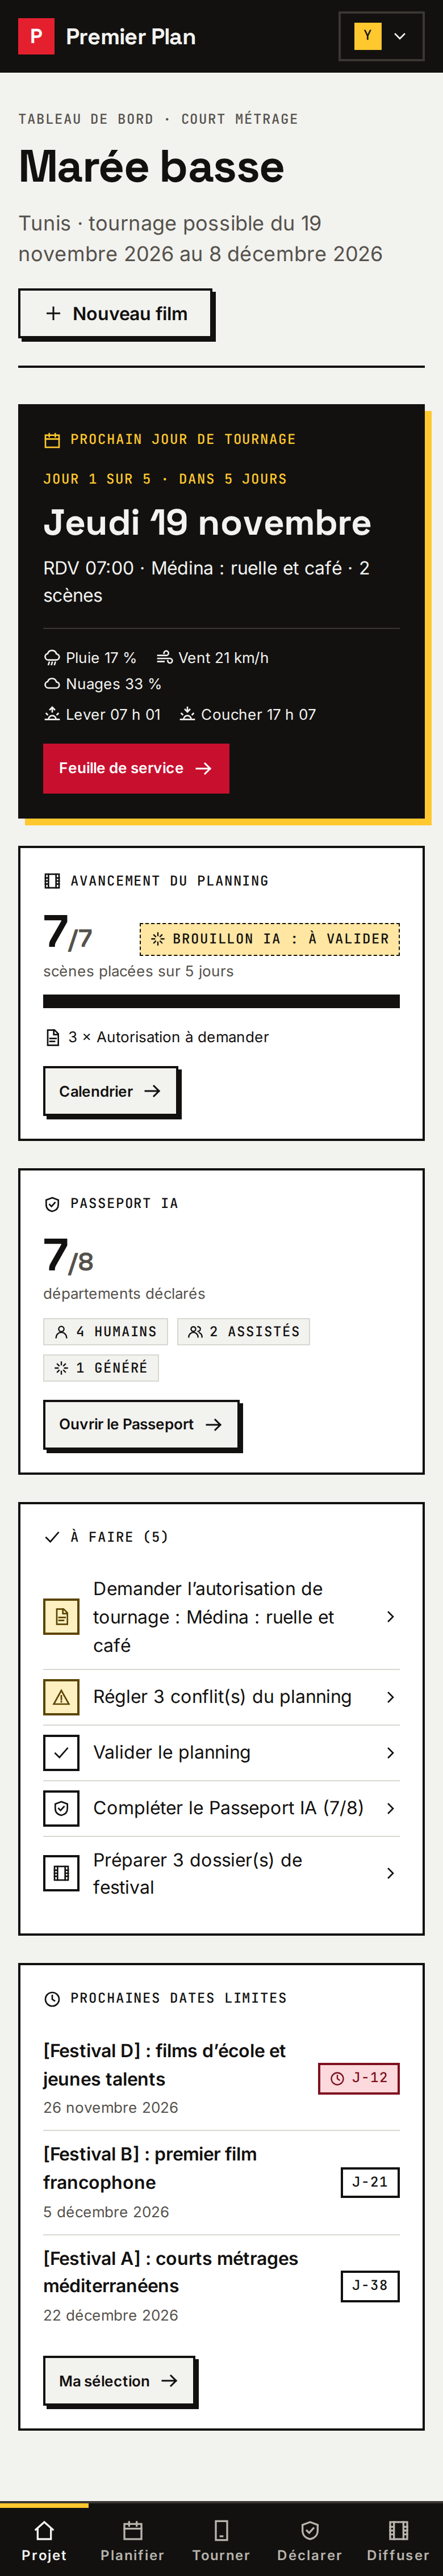 P Premier Plan Y
TABLEAU DE BORD · COURT MÉTRAGE
Marée basse
Tunis · tournage possible du 19
novembre 2026 au 8 décembre 2026
+ Nouveau film
PROCHAIN JOUR DE TOURNAGE
JOUR 1 SUR 5 · DANS 5 JOURS
Jeudi 19 novembre
RDV 07:00 · Médina : ruelle et café · 2
scènes
Pluie 17 % Vent 21 km/h
Nuages 33 %
Lever 07 h 01 Coucher 17 h 07
Feuille de service →
AVANCEMENT DU PLANNING
7/7 BROUILLON IA : À VALIDER
scènes placées sur 5 jours
3 × Autorisation à demander
Calendrier →
PASSEPORT IA
7/8
départements déclarés
4 HUMAINS 2 ASSISTÉS
1 GÉNÉRÉ
Ouvrir le Passeport →
À FAIRE (5)
Demander l’autorisation de
tournage : Médina : ruelle et
café
Régler 3 conflit(s) du planning
Valider le planning
Compléter le Passeport IA (7/8)
Préparer 3 dossier(s) de
festival
PROCHAINES DATES LIMITES
[Festival D] : films d’école et
jeunes talents
J-12
26 novembre 2026
[Festival B] : premier film
francophone
J-21
5 décembre 2026
[Festival A] : courts métrages
méditerranéens
J-38
22 décembre 2026
Ma sélection →
Projet Planifier Tourner Déclarer Diffuser